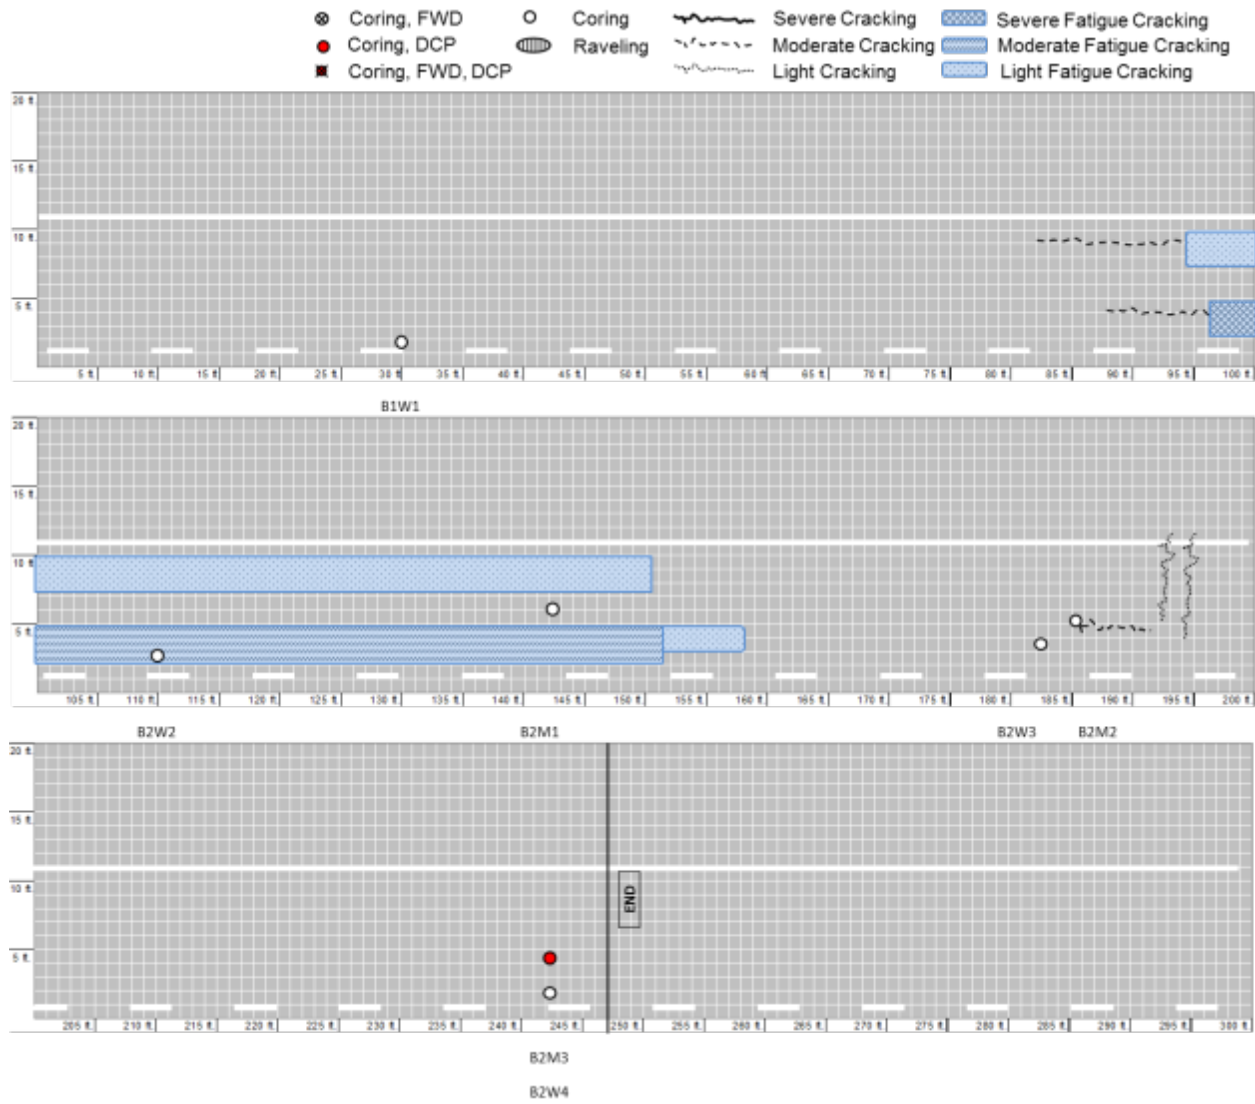 Coring, FWD Coring Severe Cracking Severe Fatigue Cracking
Coring, DCP Raveling Moderate Cracking Moderate Fatigue Cracking
Coring, FWD, DCP Light Cracking Light Fatigue Cracking
20 ft.
15 ft.
10 ft.
5 ft.
5 ft. 10 ft. 15 ft. 20 ft. 25 ft. 30 ft. 35 ft. 40 ft. 45 ft. 50 ft. 55 ft. 60 ft. 65 ft. 70 ft. 75 ft. 80 ft. 85 ft. 90 ft. 95 ft. 100 ft.
B1W1
20 ft.
15 ft.
10 ft.
5 ft.
105 ft. 110 ft. 115 ft. 120 ft. 125 ft. 130 ft. 135 ft. 140 ft. 145 ft. 150 ft. 155 ft. 160 ft. 165 ft. 170 ft. 175 ft. 180 ft. 185 ft. 190 ft. 195 ft. 200 ft.
B2W2 B2M1 B2W3 B2M2
20 ft.
15 ft.
10 ft.
END
5 ft.
205 ft. 210 ft. 215 ft. 220 ft. 225 ft. 230 ft. 235 ft. 240 ft. 245 ft. 250 ft. 255 ft. 260 ft. 265 ft. 270 ft. 275 ft. 280 ft. 285 ft. 290 ft. 295 ft. 300 ft.
B2M3
B2W4